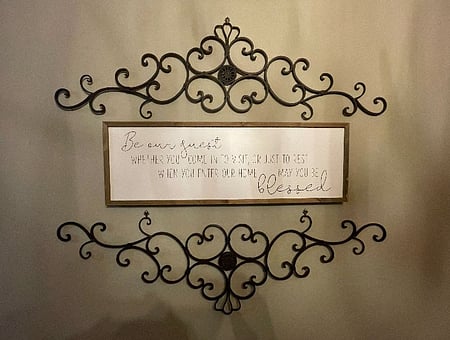 Be our guest
WHETHER YOU COME IN TO VISIT, OR JUST TO REST
WHEN YOU ENTER OUR HOME MAY YOU BE
blessed